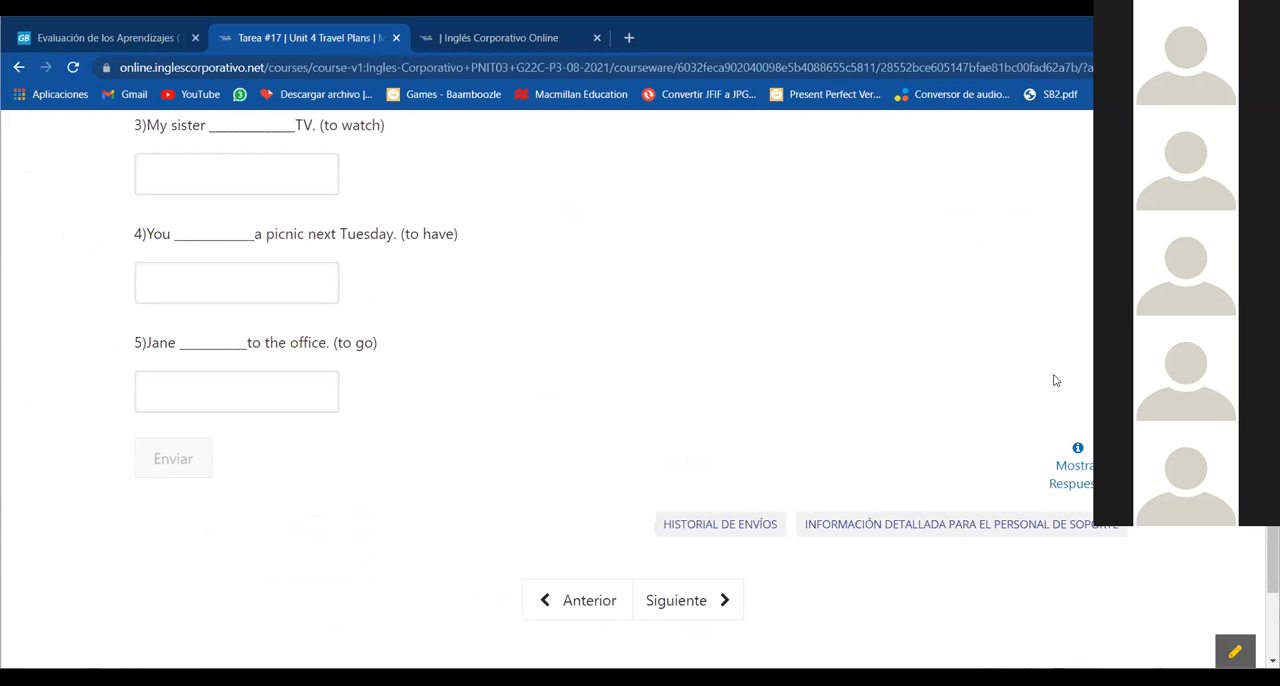 Evaluación de los Aprendizajes (
Tarea #17 | Unit 4 Travel Plans |
| Inglés Corporativo Online
online.inglescorporativo.net/courses/course-v1:Ingles-Corporativo+PNIT03+G22C-P3-08-2021/courseware/6032feca902040098e5b4088655c5811/28552bce605147bfae81bc00fad62a7b/?a
Aplicaciones Gmail YouTube Descargar archivo |... Games - Baamboozle Macmillan Education Convertir JFIF a JPG... Present Perfect Ver... Conversor de audio... SB2.pdf
3)My sister ____________TV. (to watch)
4)You ___________a picnic next Tuesday. (to have)
5)Jane _________to the office. (to go)
Enviar
Mostra
Respues
HISTORIAL DE ENVÍOS INFORMACIÓN DETALLADA PARA EL PERSONAL DE SOPORTE
Anterior Siguiente